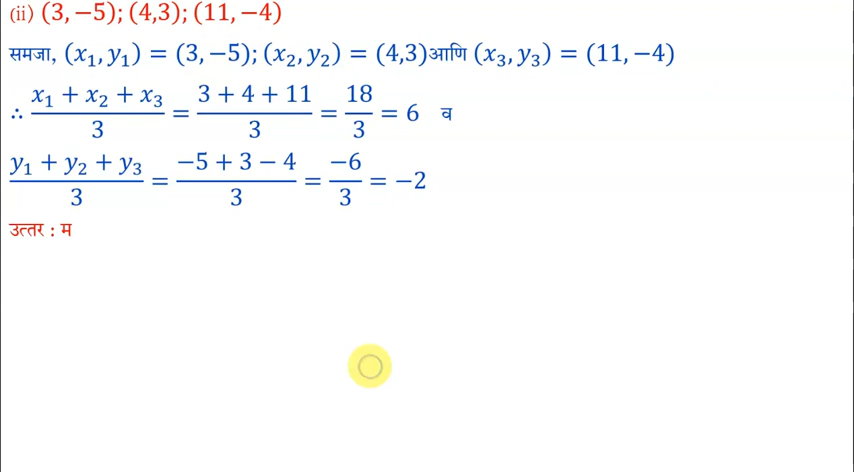 (ii) (3, −5); (4,3); (11, −4)
समजा, (x₁, y₁) = (3, −5); (x₂, y₂) = (4,3)आणि (x₃, y₃) = (11, −4)
∴ (x₁ + x₂ + x₃)/3 = (3 + 4 + 11)/3 = 18/3 = 6 व
(y₁ + y₂ + y₃)/3 = (−5 + 3 − 4)/3 = −6/3 = −2
उत्तर : म